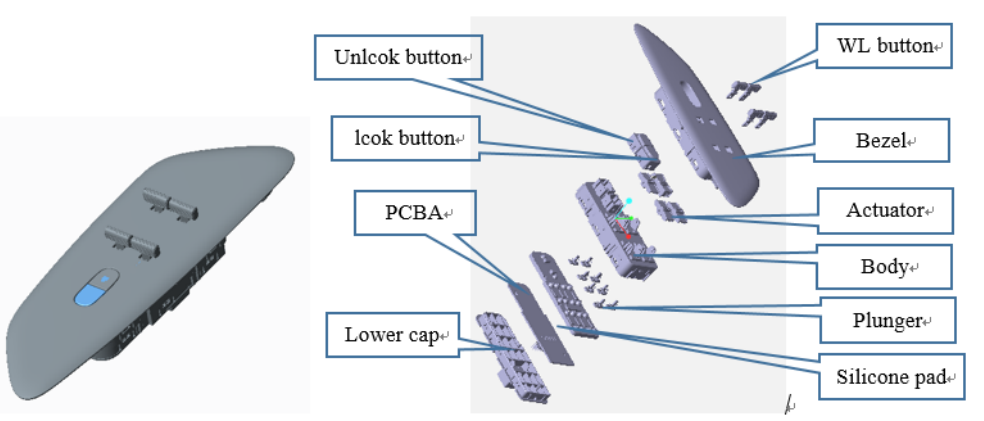 Unlcok button
WL button
lcok button
Bezel
PCBA
Actuator
Body
Lower cap
Plunger
Silicone pad